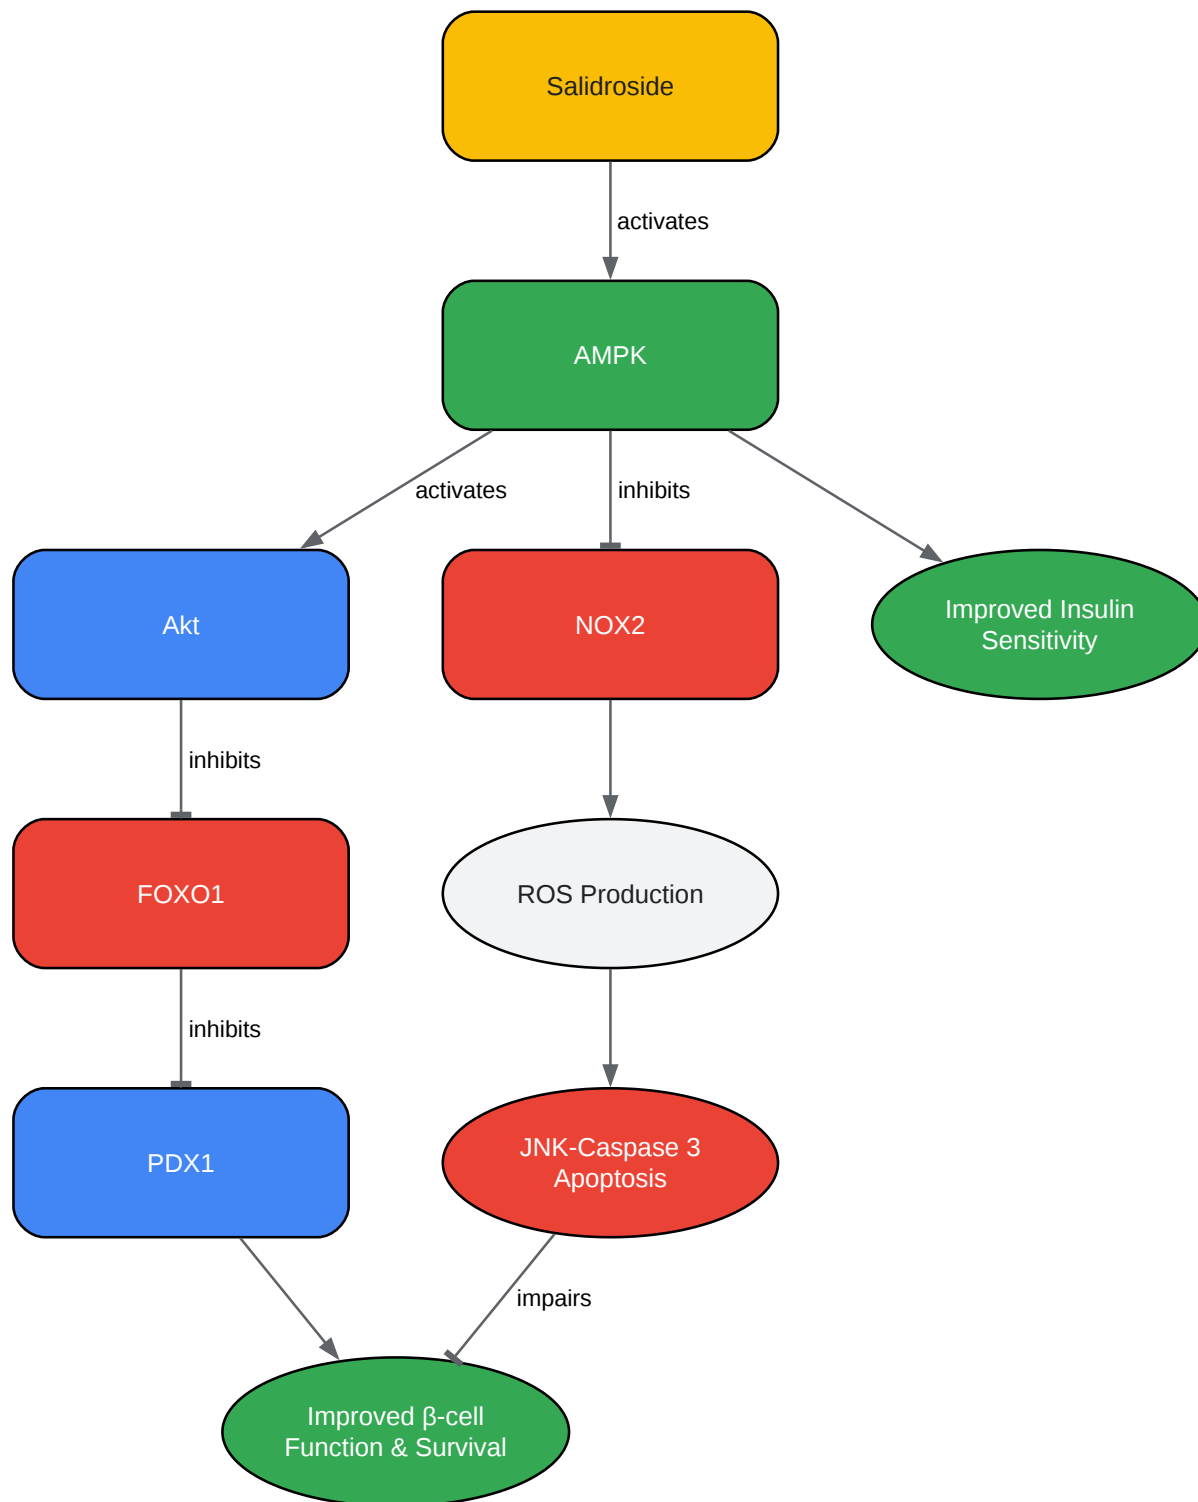 Salidroside
activates
AMPK
activates
inhibits
Akt
NOX2
Improved Insulin
Sensitivity
inhibits
FOXO1
ROS Production
inhibits
PDX1
JNK-Caspase 3
Apoptosis
impairs
Improved β-cell
Function & Survival